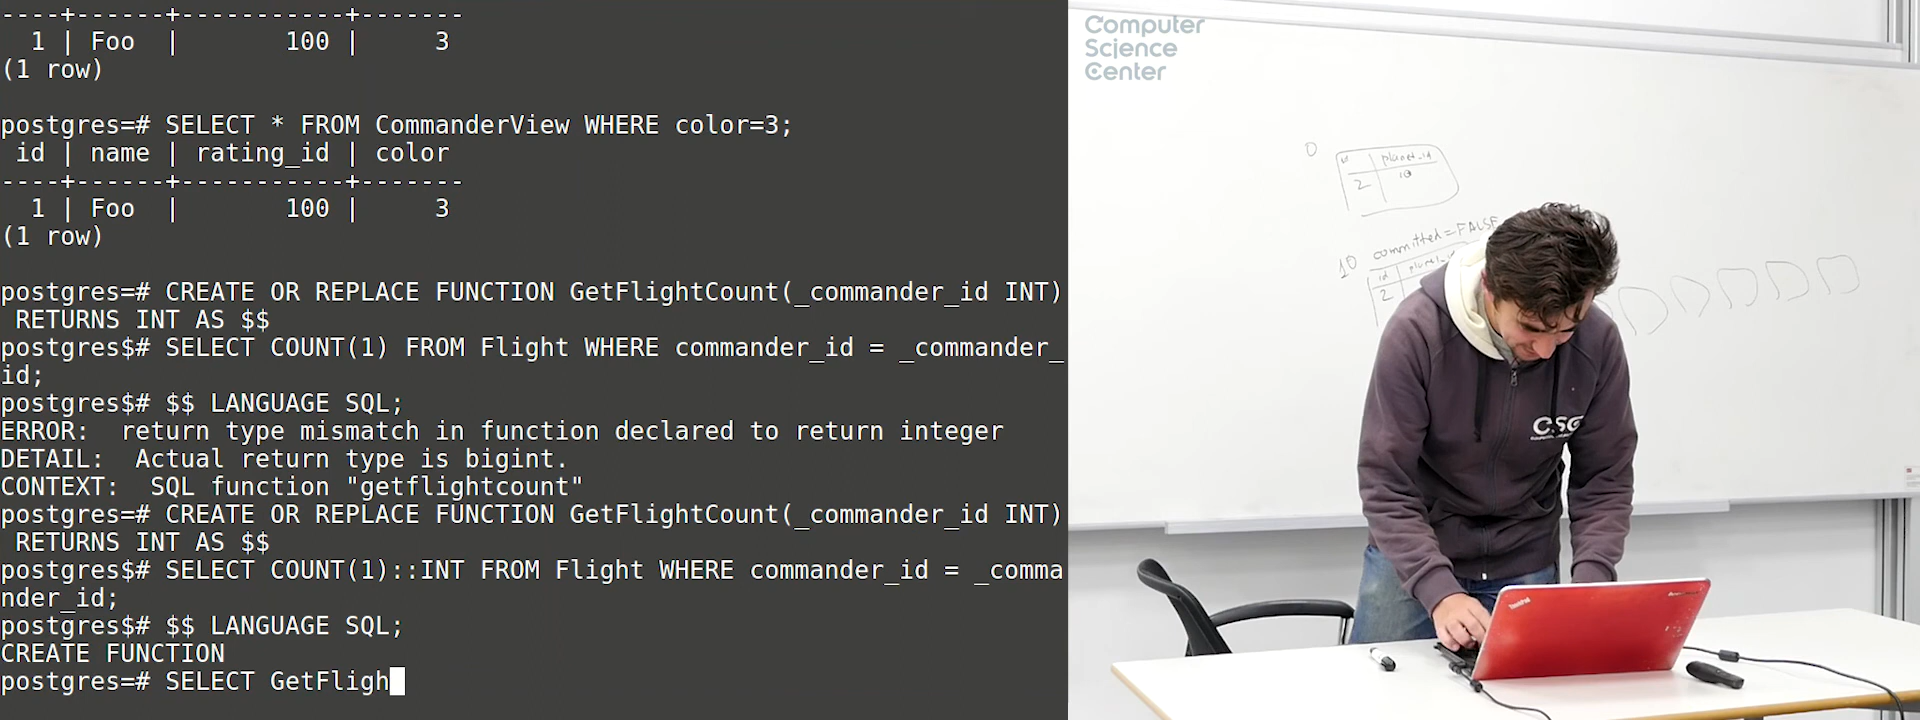 ----+------+------------+-------
  1 | Foo  |        100 |     3
(1 row)
postgres=# SELECT * FROM CommanderView WHERE color=3;
 id | name | rating_id | color
----+------+-----------+-------
  1 | Foo  |       100 |     3
(1 row)
postgres=# CREATE OR REPLACE FUNCTION GetFlightCount(_commander_id INT)
 RETURNS INT AS $$
postgres$# SELECT COUNT(1) FROM Flight WHERE commander_id = _commander_
id;
postgres$# $$ LANGUAGE SQL;
ERROR:  return type mismatch in function declared to return integer
DETAIL:  Actual return type is bigint.
CONTEXT:  SQL function "getflightcount"
postgres=# CREATE OR REPLACE FUNCTION GetFlightCount(_commander_id INT)
 RETURNS INT AS $$
postgres$# SELECT COUNT(1)::INT FROM Flight WHERE commander_id = _comma
nder_id;
postgres$# $$ LANGUAGE SQL;
CREATE FUNCTION
postgres=# SELECT GetFligh
Computer
Science
Center
0
planet_id
2 10
committed=FALSE
10
id
2
CSC
ThinkPad